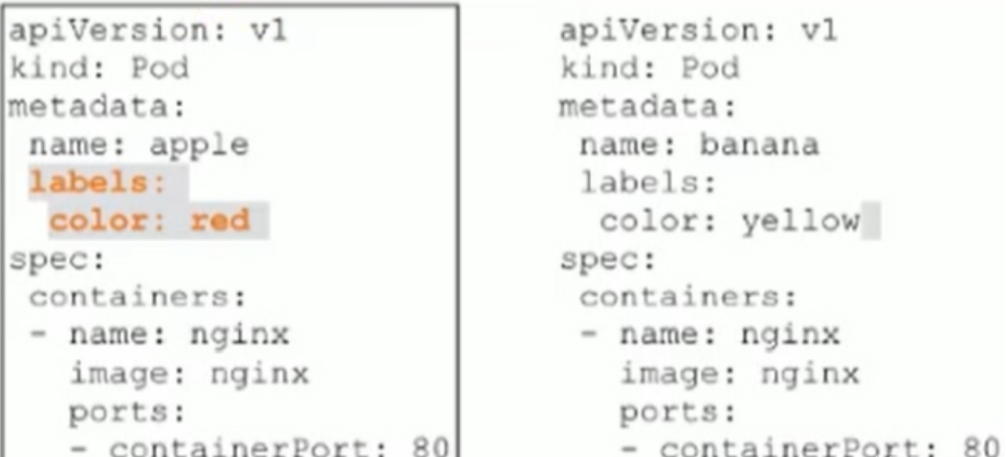 apiVersion: v1
kind: Pod
metadata:
 name: apple
 labels:
  color: red
spec:
 containers:
 - name: nginx
   image: nginx
   ports:
   - containerPort: 80
apiVersion: v1
kind: Pod
metadata:
 name: banana
 labels:
  color: yellow
spec:
 containers:
 - name: nginx
   image: nginx
   ports:
   - containerPort: 80